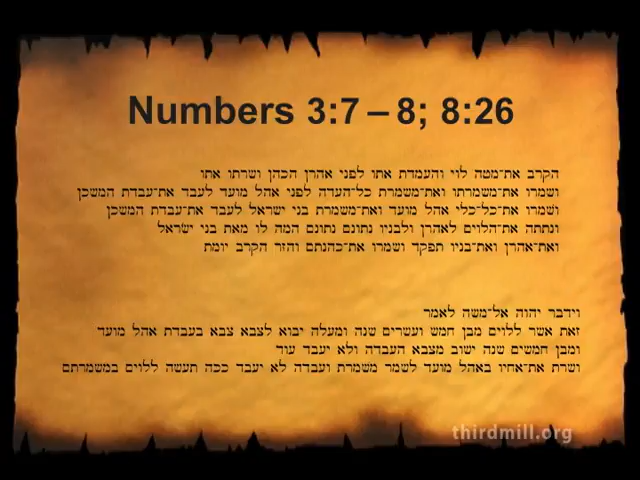 Numbers 3:7 – 8; 8:26
הקרב את־מטה לוי והעמדת אתו לפני אהרן הכהן ושרתו אתו
ושמרו את־משמרתו ואת־משמרת כל־העדה לפני אהל מועד לעבד את־עבדת המשכן
ושמרו את־כל־כלי אהל מועד ואת־משמרת בני ישראל לעבד את־עבדת המשכן
ונתתה את־הלוים לאהרן ולבניו נתונם נתונם המה לו מאת בני ישראל
ואת־אהרן ואת־בניו תפקד ושמרו את־כהנתם והזר הקרב יומת
וידבר יהוה אל־משה לאמר
זאת אשר ללוים מבן חמש ועשרים שנה ומעלה יבוא לצבא צבא בעבדת אהל מועד
ומבן חמשים שנה ישוב מצבא העבדה ולא יעבד עוד
ושרת את־אחיו באהל מועד לשמר משמרת ועבדה לא יעבד ככה תעשה ללוים במשמרתם
thirdmill.org